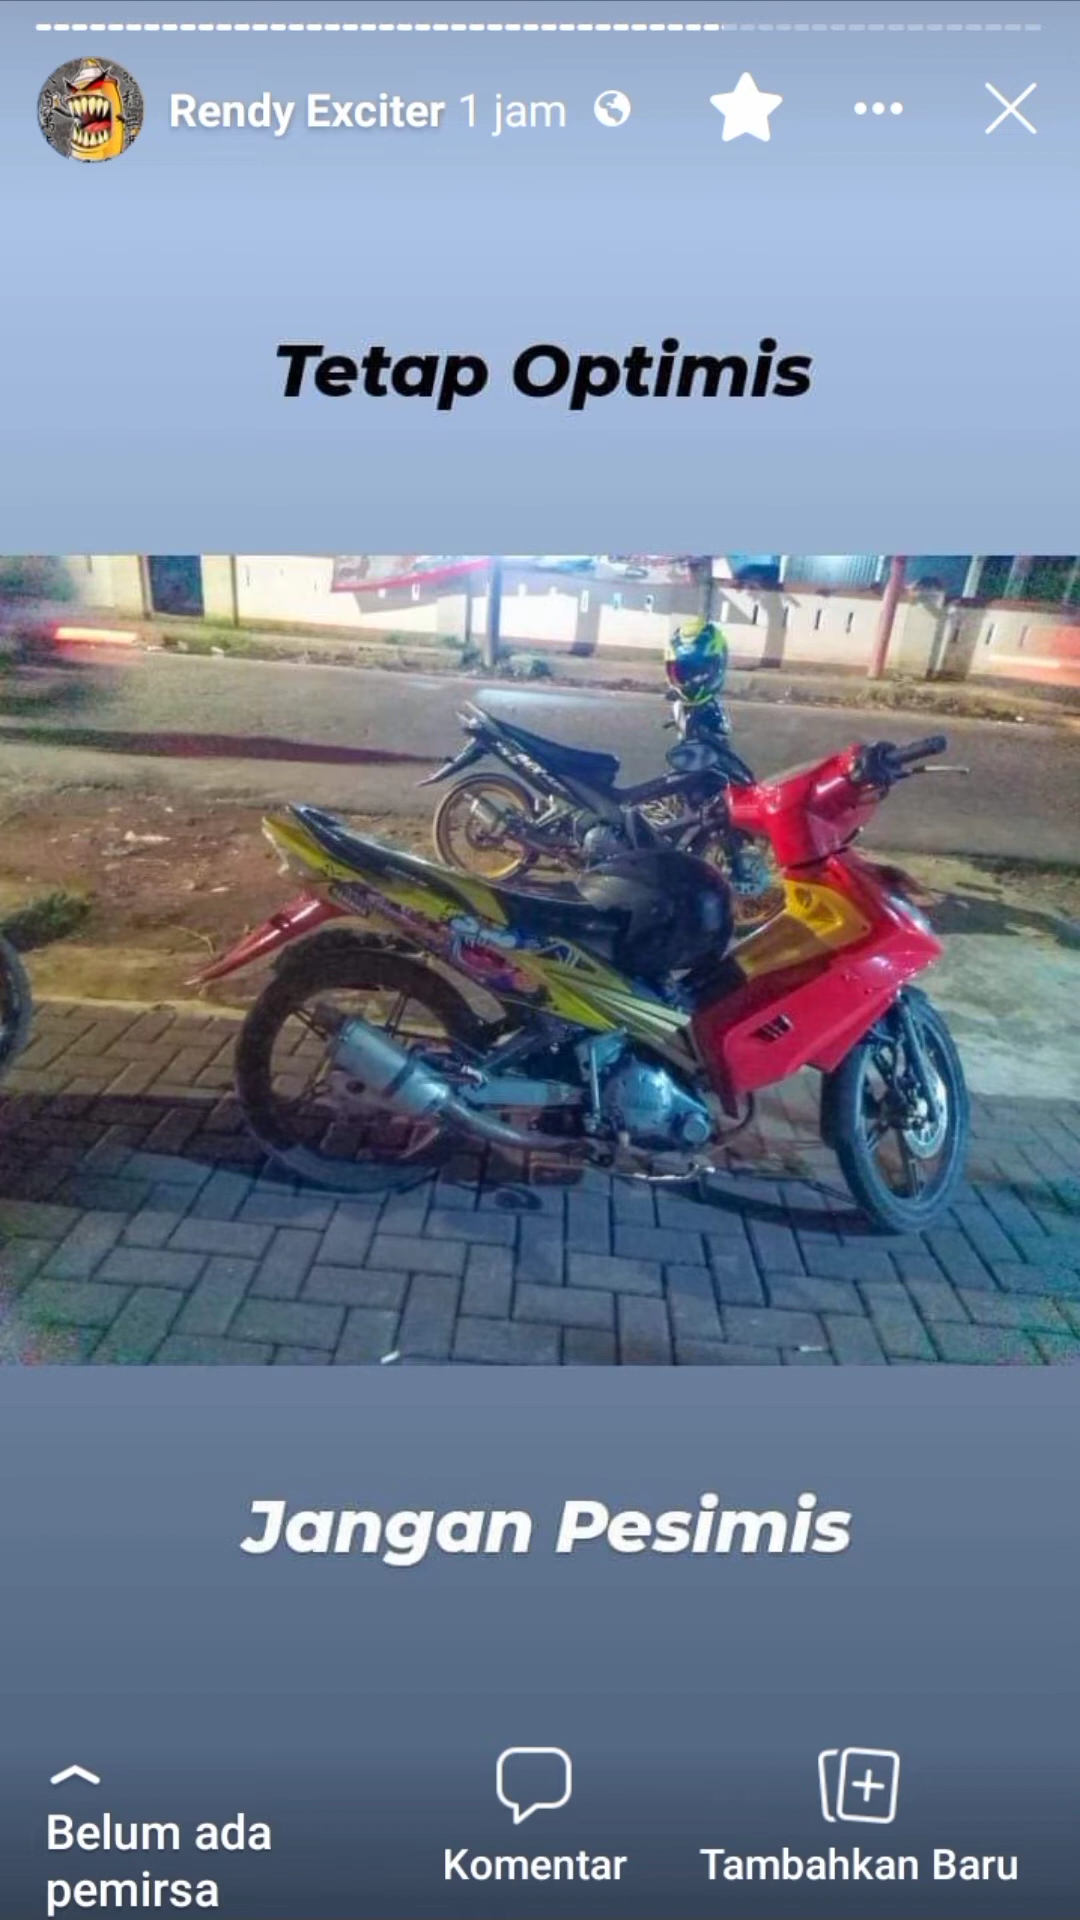 Rendy Exciter 1 jam
Tetap Optimis
Jangan Pesimis
Belum ada
pemirsa
Komentar
Tambahkan Baru